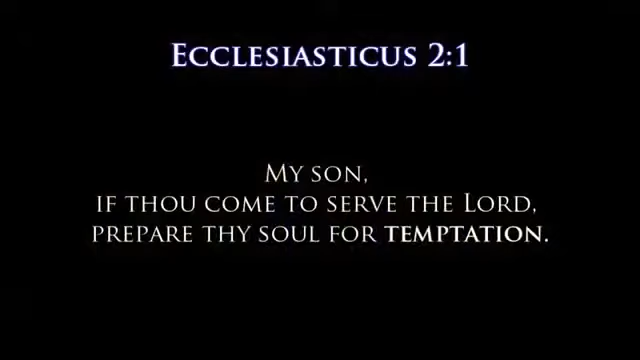 Ecclesiasticus 2:1
My son,
if thou come to serve the Lord,
prepare thy soul for temptation.